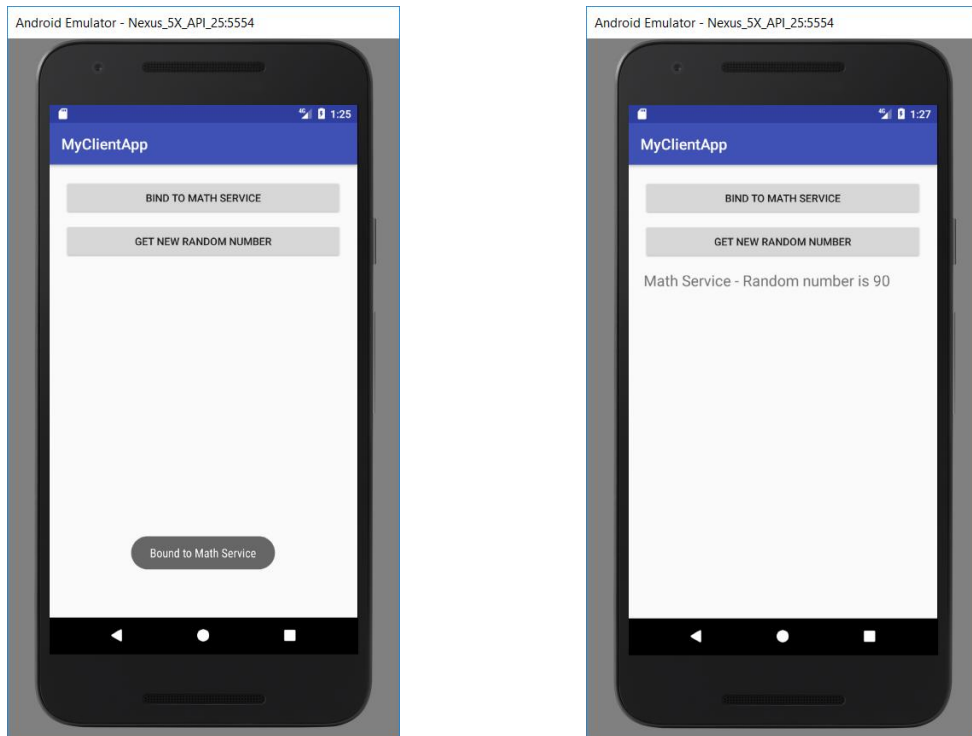 Android Emulator - Nexus_5X_API_25:5554
4G 1:25
MyClientApp
BIND TO MATH SERVICE
GET NEW RANDOM NUMBER
Bound to Math Service
Android Emulator - Nexus_5X_API_25:5554
4G 1:27
MyClientApp
BIND TO MATH SERVICE
GET NEW RANDOM NUMBER
Math Service - Random number is 90